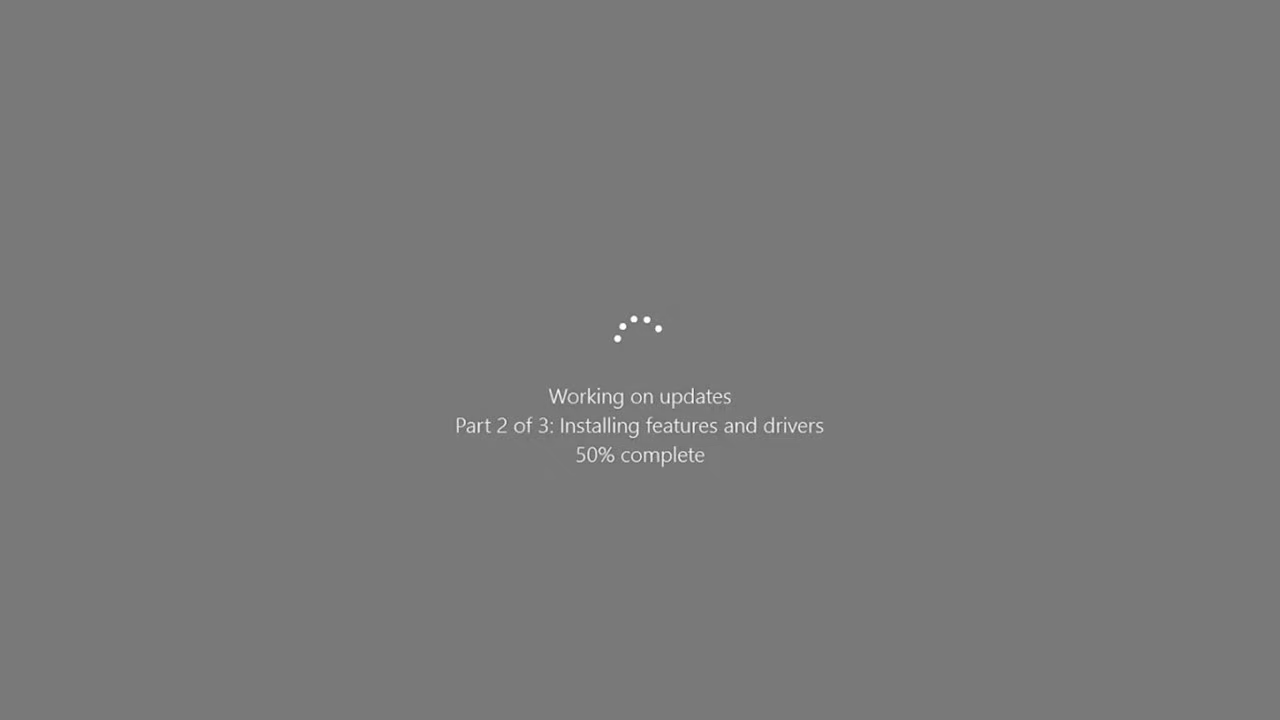 Working on updates
Part 2 of 3: Installing features and drivers
50% complete